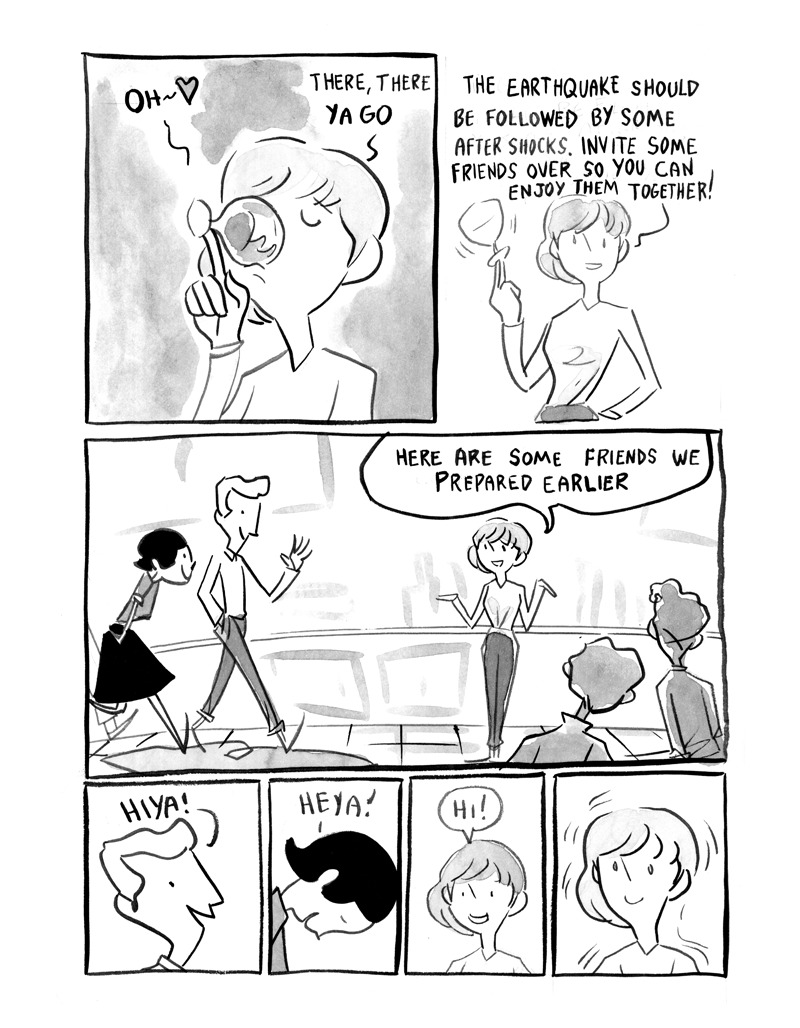 OH~♥
THERE, THERE
YA GO
THE EARTHQUAKE SHOULD
BE FOLLOWED BY SOME
AFTER SHOCKS. INVITE SOME
FRIENDS OVER SO YOU CAN
ENJOY THEM TOGETHER!
HERE ARE SOME FRIENDS WE
PREPARED EARLIER
HIYA!
HEYA!
HI!